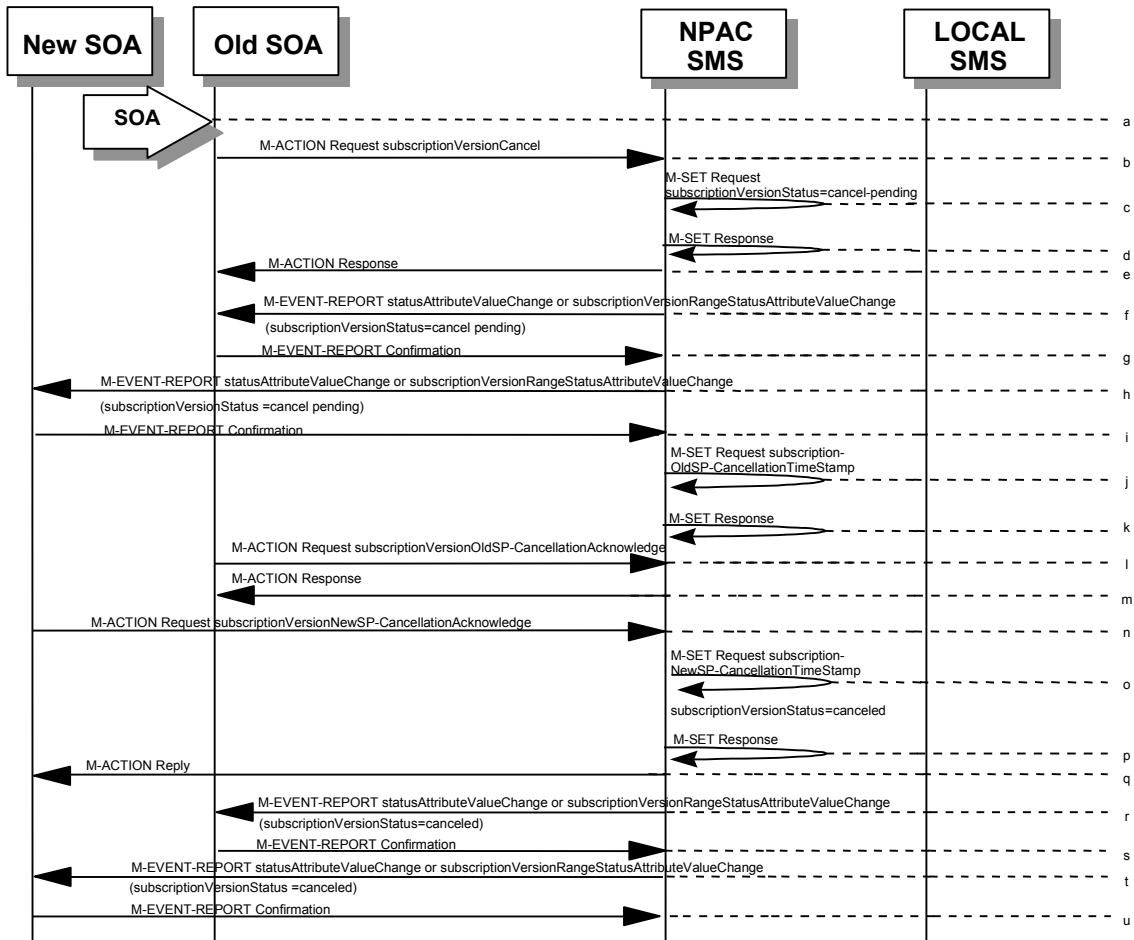 New SOA
Old SOA
NPAC
SMS
LOCAL
SMS
SOA
a
M-ACTION Request subscriptionVersionCancel
b
M-SET Request
subscriptionVersionStatus=cancel-pending
c
M-SET Response
d
M-ACTION Response
e
M-EVENT-REPORT statusAttributeValueChange or subscriptionVersionRangeStatusAttributeValueChange
f
(subscriptionVersionStatus=cancel pending)
M-EVENT-REPORT Confirmation
g
M-EVENT-REPORT statusAttributeValueChange or subscriptionVersionRangeStatusAttributeValueChange
h
(subscriptionVersionStatus =cancel pending)
M-EVENT-REPORT Confirmation
i
M-SET Request subscription-
OldSP-CancellationTimeStamp
j
M-SET Response
k
M-ACTION Request subscriptionVersionOldSP-CancellationAcknowledge
l
M-ACTION Response
m
M-ACTION Request subscriptionVersionNewSP-CancellationAcknowledge
n
M-SET Request subscription-
NewSP-CancellationTimeStamp
o
subscriptionVersionStatus=canceled
M-SET Response
p
M-ACTION Reply
q
M-EVENT-REPORT statusAttributeValueChange or subscriptionVersionRangeStatusAttributeValueChange
r
(subscriptionVersionStatus=canceled)
M-EVENT-REPORT Confirmation
s
M-EVENT-REPORT statusAttributeValueChange or subscriptionVersionRangeStatusAttributeValueChange
t
(subscriptionVersionStatus =canceled)
M-EVENT-REPORT Confirmation
u